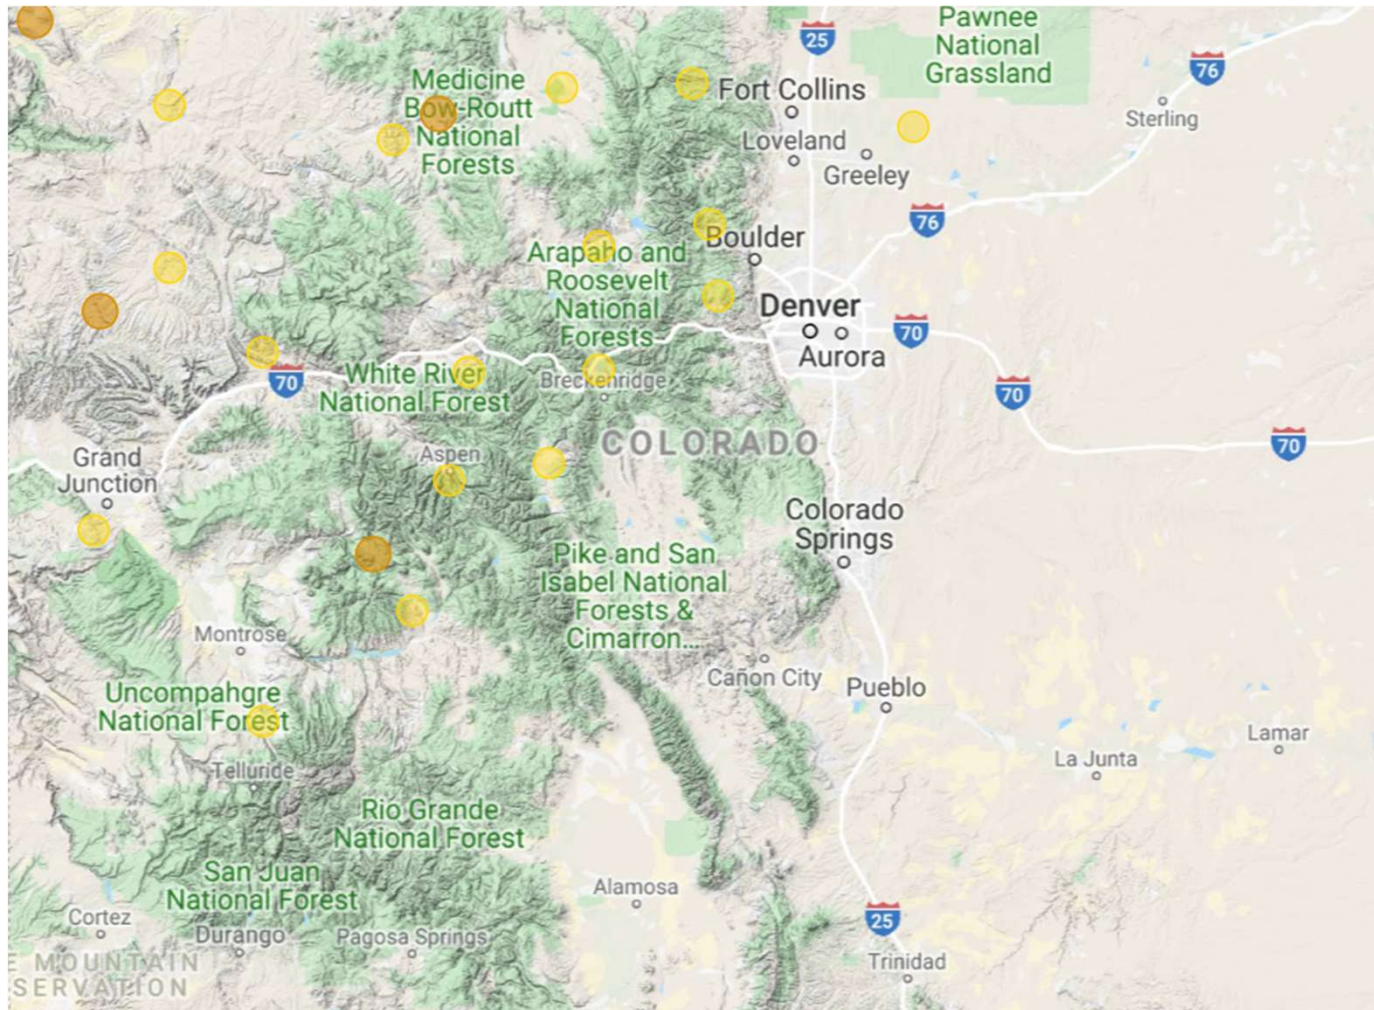 Pawnee
National
Grassland
25
76
Medicine
Bow-Routt
National
Forests
Fort Collins
Sterling
Loveland
Greeley
76
Boulder
Arapaho and
Roosevelt
National
Forests
Denver
70
Aurora
White River
National Forest
70
Breckenridge
70
COLORADO
70
Grand
Junction
Aspen
Colorado
Springs
Pike and San
Isabel National
Forests &
Cimarron...
Montrose
Cañon City
Pueblo
Uncompahgre
National Forest
Lamar
La Junta
Telluride
Rio Grande
National Forest
San Juan
National Forest
Alamosa
Cortez
25
Durango
Pagosa Springs
E MOUNTAIN
SERVATION
Trinidad